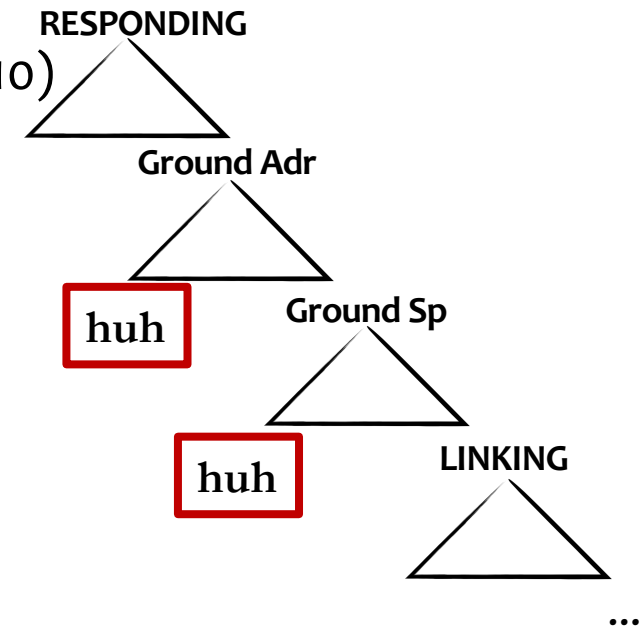 RESPONDING
10)
Ground Adr
huh
Ground Sp
huh
LINKING
...